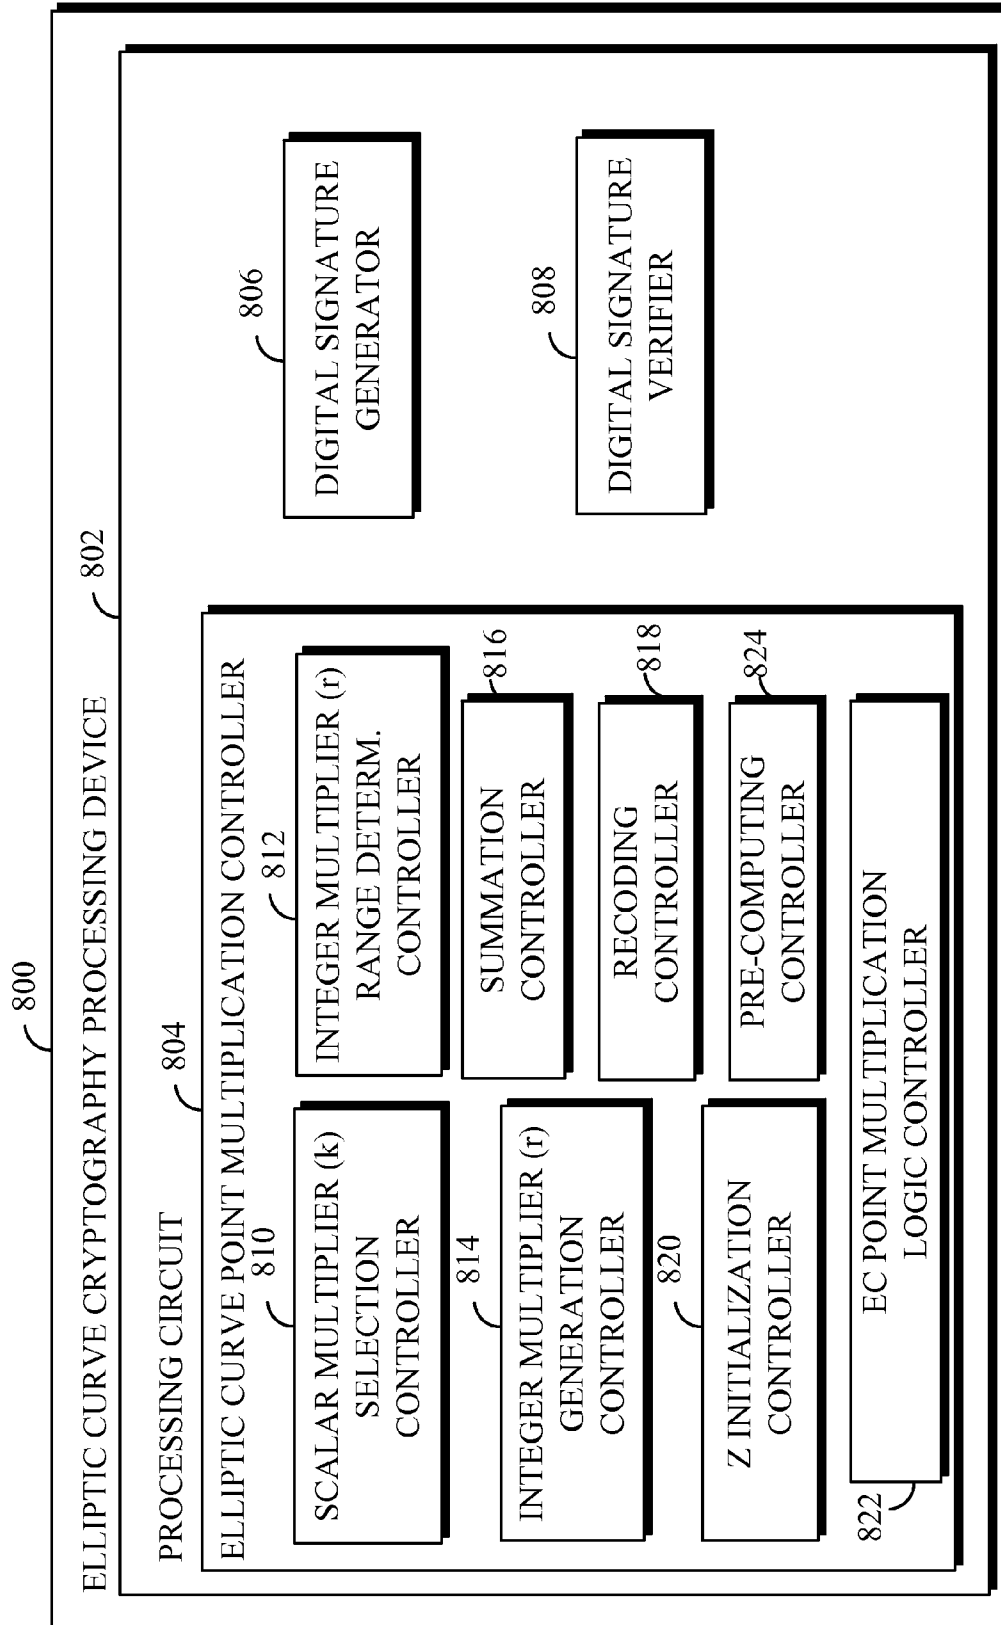 800
ELLIPTIC CURVE CRYPTOGRAPHY PROCESSING DEVICE
802
PROCESSING CIRCUIT
804
ELLIPTIC CURVE POINT MULTIPLICATION CONTROLLER
810
SCALAR MULTIPLIER (k)
SELECTION
CONTROLLER
812
INTEGER MULTIPLIER (r)
RANGE DETERM.
CONTROLLER
814
INTEGER MULTIPLIER (r)
GENERATION
CONTROLLER
816
SUMMATION
CONTROLLER
818
RECODING
CONTROLLER
820
Z INITIALIZATION
CONTROLLER
824
PRE-COMPUTING
CONTROLLER
822
EC POINT MULTIPLICATION
LOGIC CONTROLLER
806
DIGITAL SIGNATURE
GENERATOR
808
DIGITAL SIGNATURE
VERIFIER